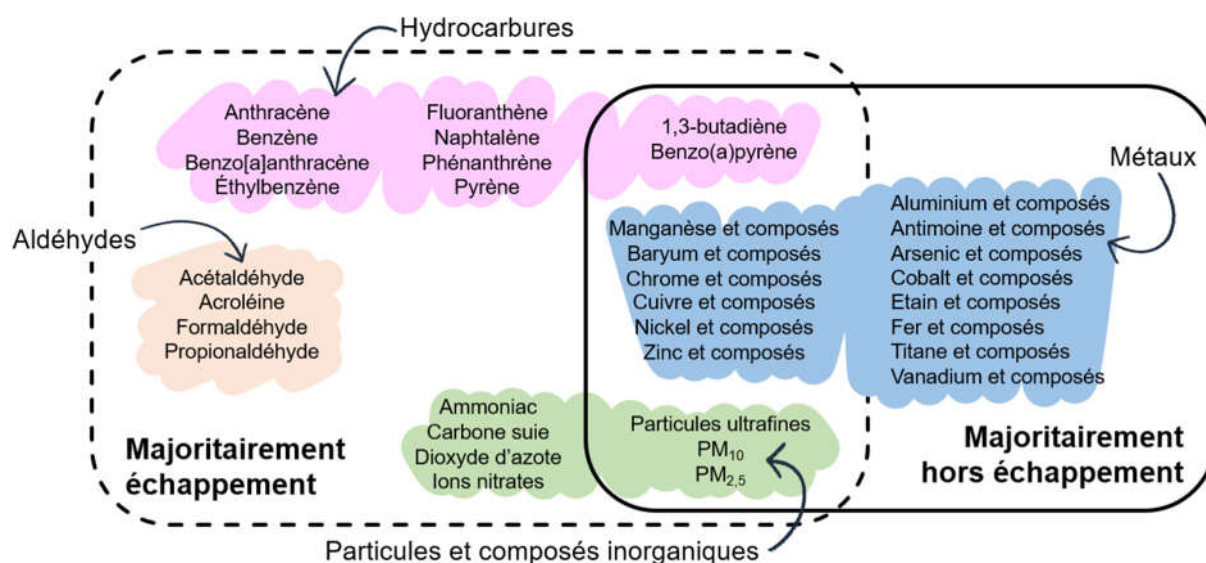 Hydrocarbures
Anthracène
Benzène
Benzo[a]anthracène
Éthylbenzène
Fluoranthène
Naphtalène
Phénanthrène
Pyrène
1,3-butadiène
Benzo(a)pyrène
Métaux
Aldéhydes
Acétaldéhyde
Acroléine
Formaldéhyde
Propionaldéhyde
Manganèse et composés
Baryum et composés
Chrome et composés
Cuivre et composés
Nickel et composés
Zinc et composés
Aluminium et composés
Antimoine et composés
Arsenic et composés
Cobalt et composés
Etain et composés
Fer et composés
Titane et composés
Vanadium et composés
Majoritairement
échappement
Ammoniac
Carbone suie
Dioxyde d'azote
Ions nitrates
Particules ultrafines
PM10
PM2,5
Majoritairement
hors échappement
Particules et composés inorganiques